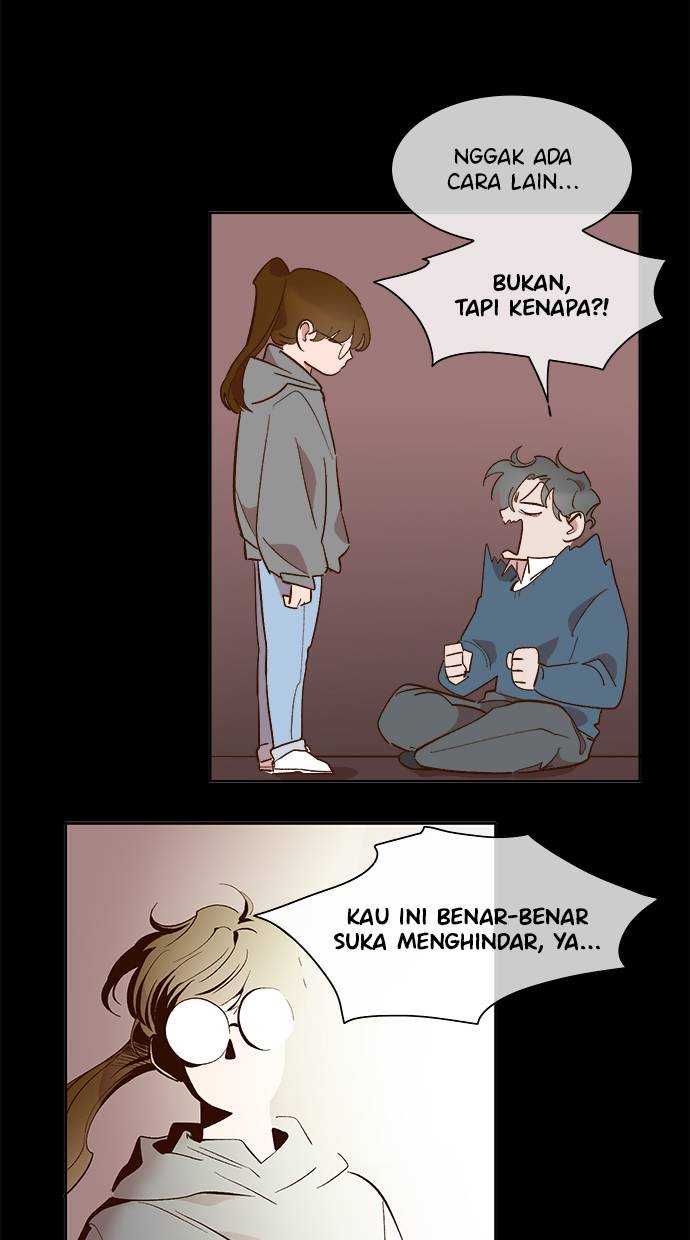 NGGAK ADA
CARA LAIN...
BUKAN,
TAPI KENAPA?!
KAU INI BENAR-BENAR
SUKA MENGHINDAR, YA...